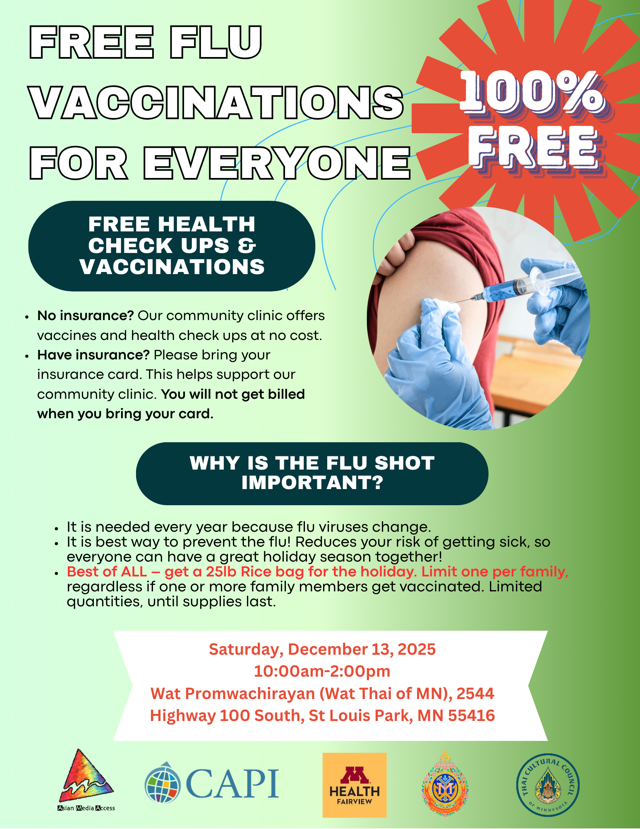 FREE FLU
VACCINATIONS
FOR EVERYONE
100%
FREE
FREE HEALTH
CHECK UPS &
VACCINATIONS
• No insurance? Our community clinic offers
vaccines and health check ups at no cost.
• Have insurance? Please bring your
insurance card. This helps support our
community clinic. You will not get billed
when you bring your card.
WHY IS THE FLU SHOT
IMPORTANT?
• It is needed every year because flu viruses change.
• It is best way to prevent the flu! Reduces your risk of getting sick, so
everyone can have a great holiday season together!
• Best of ALL – get a 25lb Rice bag for the holiday. Limit one per family,
regardless if one or more family members get vaccinated. Limited
quantities, until supplies last.
Saturday, December 13, 2025
10:00am-2:00pm
Wat Promwachirayan (Wat Thai of MN), 2544
Highway 100 South, St Louis Park, MN 55416
Asian Media Access
CAPI
M
HEALTH
FAIRVIEW
THAI CULTURAL COUNCIL
OF MINNESOTA